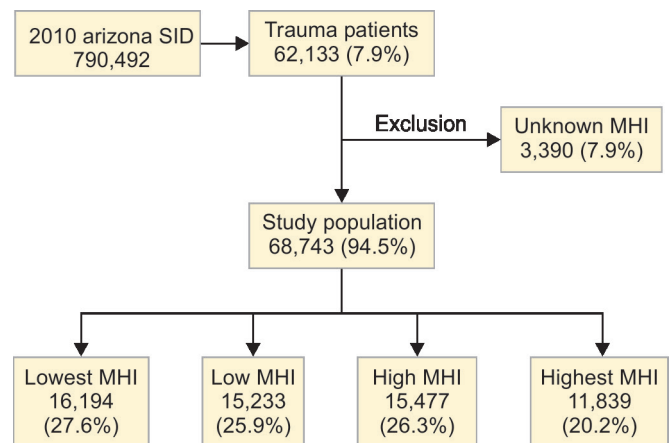 2010 arizona SID
790,492
Trauma patients
62,133 (7.9%)
Exclusion
Unknown MHI
3,390 (7.9%)
Study population
68,743 (94.5%)
Lowest MHI
16,194
(27.6%)
Low MHI
15,233
(25.9%)
High MHI
15,477
(26.3%)
Highest MHI
11,839
(20.2%)